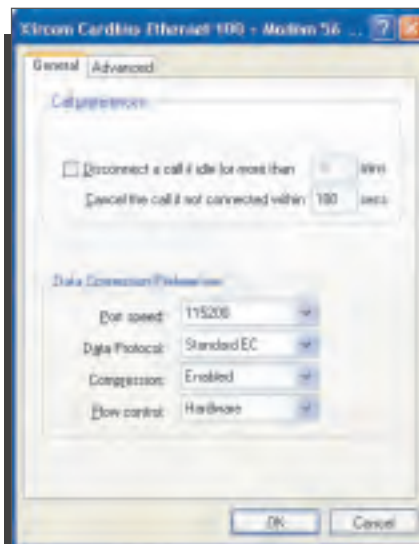 Xircom Cardbus Ethernet 100 + Modem 56 ...
General Advanced
Call preferences
Disconnect a call if idle for more than mins
Cancel the call if not connected within 100 secs
Data Connection Preferences
Port speed: 115200
Data Protocol: Standard EC
Compression: Enabled
Flow control: Hardware
OK Cancel